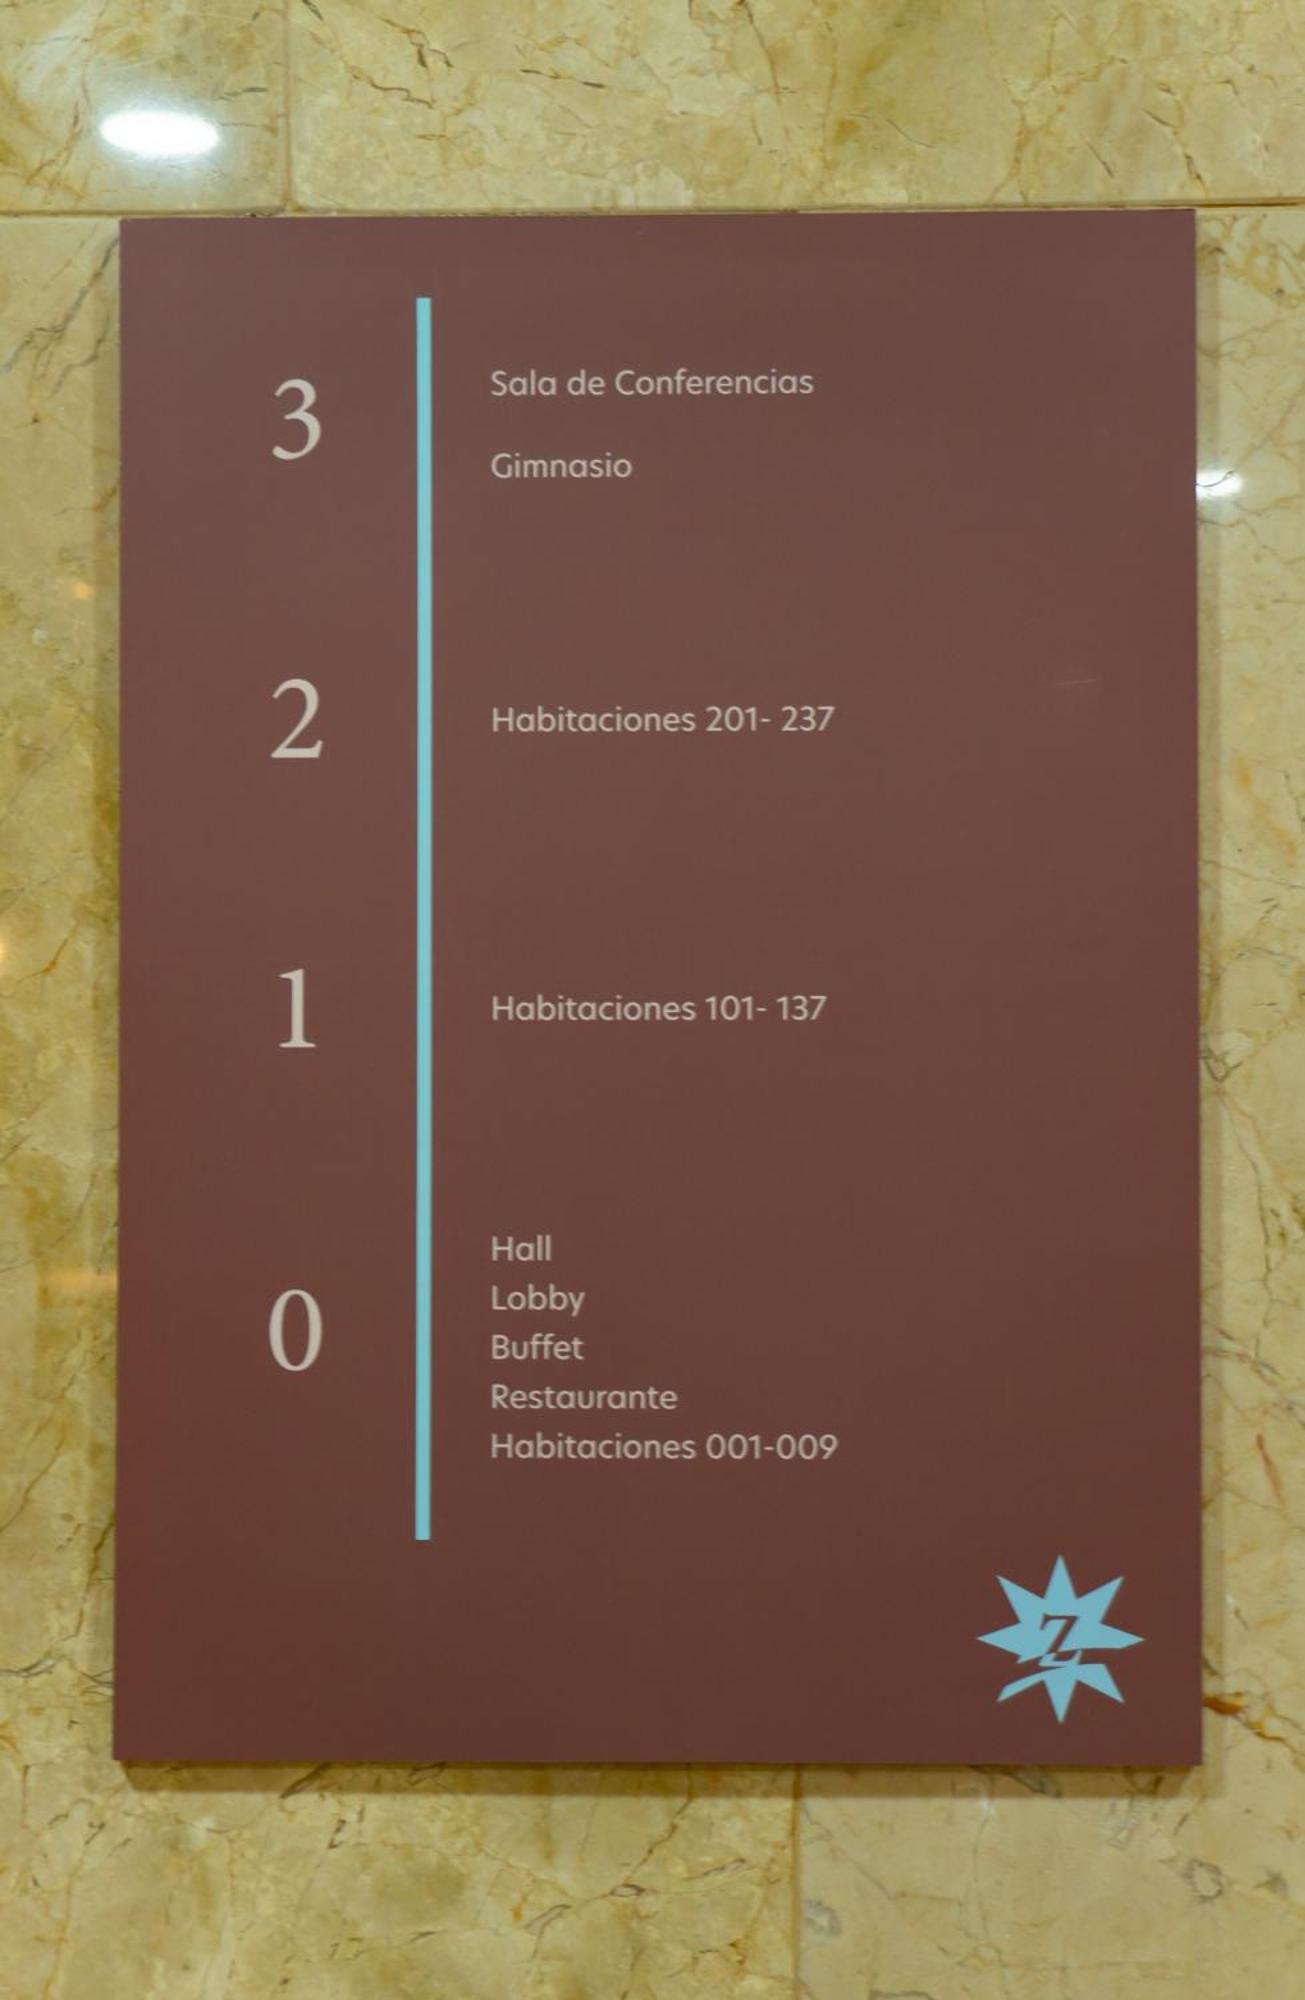 3
Sala de Conferencias
Gimnasio
2
Habitaciones 201- 237
1
Habitaciones 101- 137
0
Hall
Lobby
Buffet
Restaurante
Habitaciones 001-009
Z